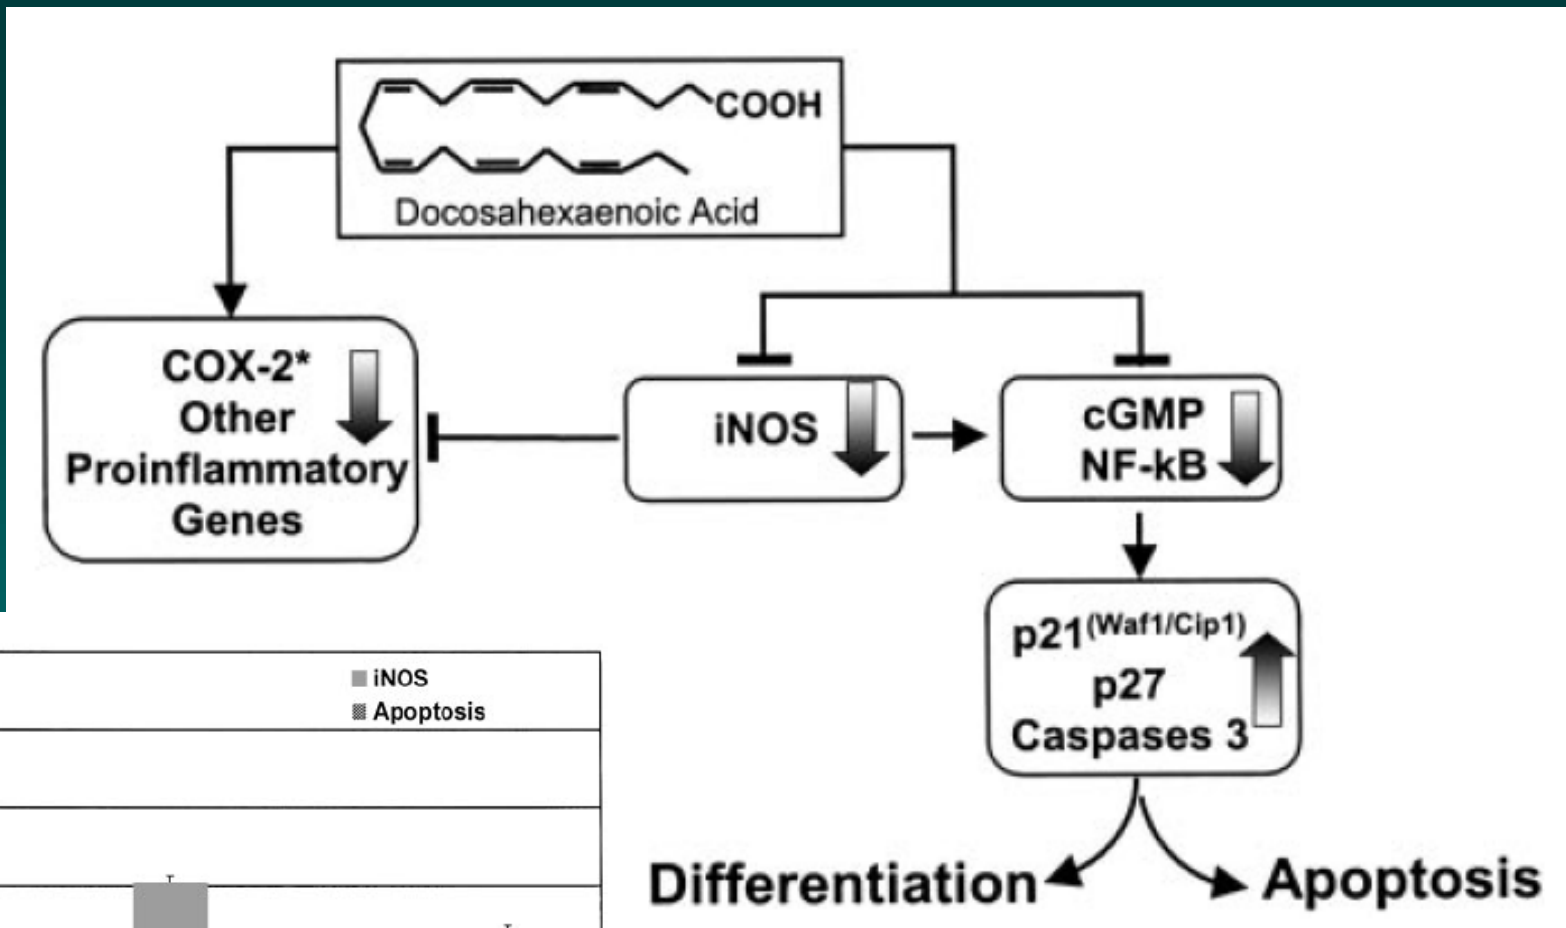 COOH
Docosahexaenoic Acid
COX-2*
Other
Proinflammatory
Genes
iNOS
cGMP
NF-kB
p21(Waf1/Cip1)
p27
Caspases 3
Differentiation
Apoptosis
iNOS
Apoptosis